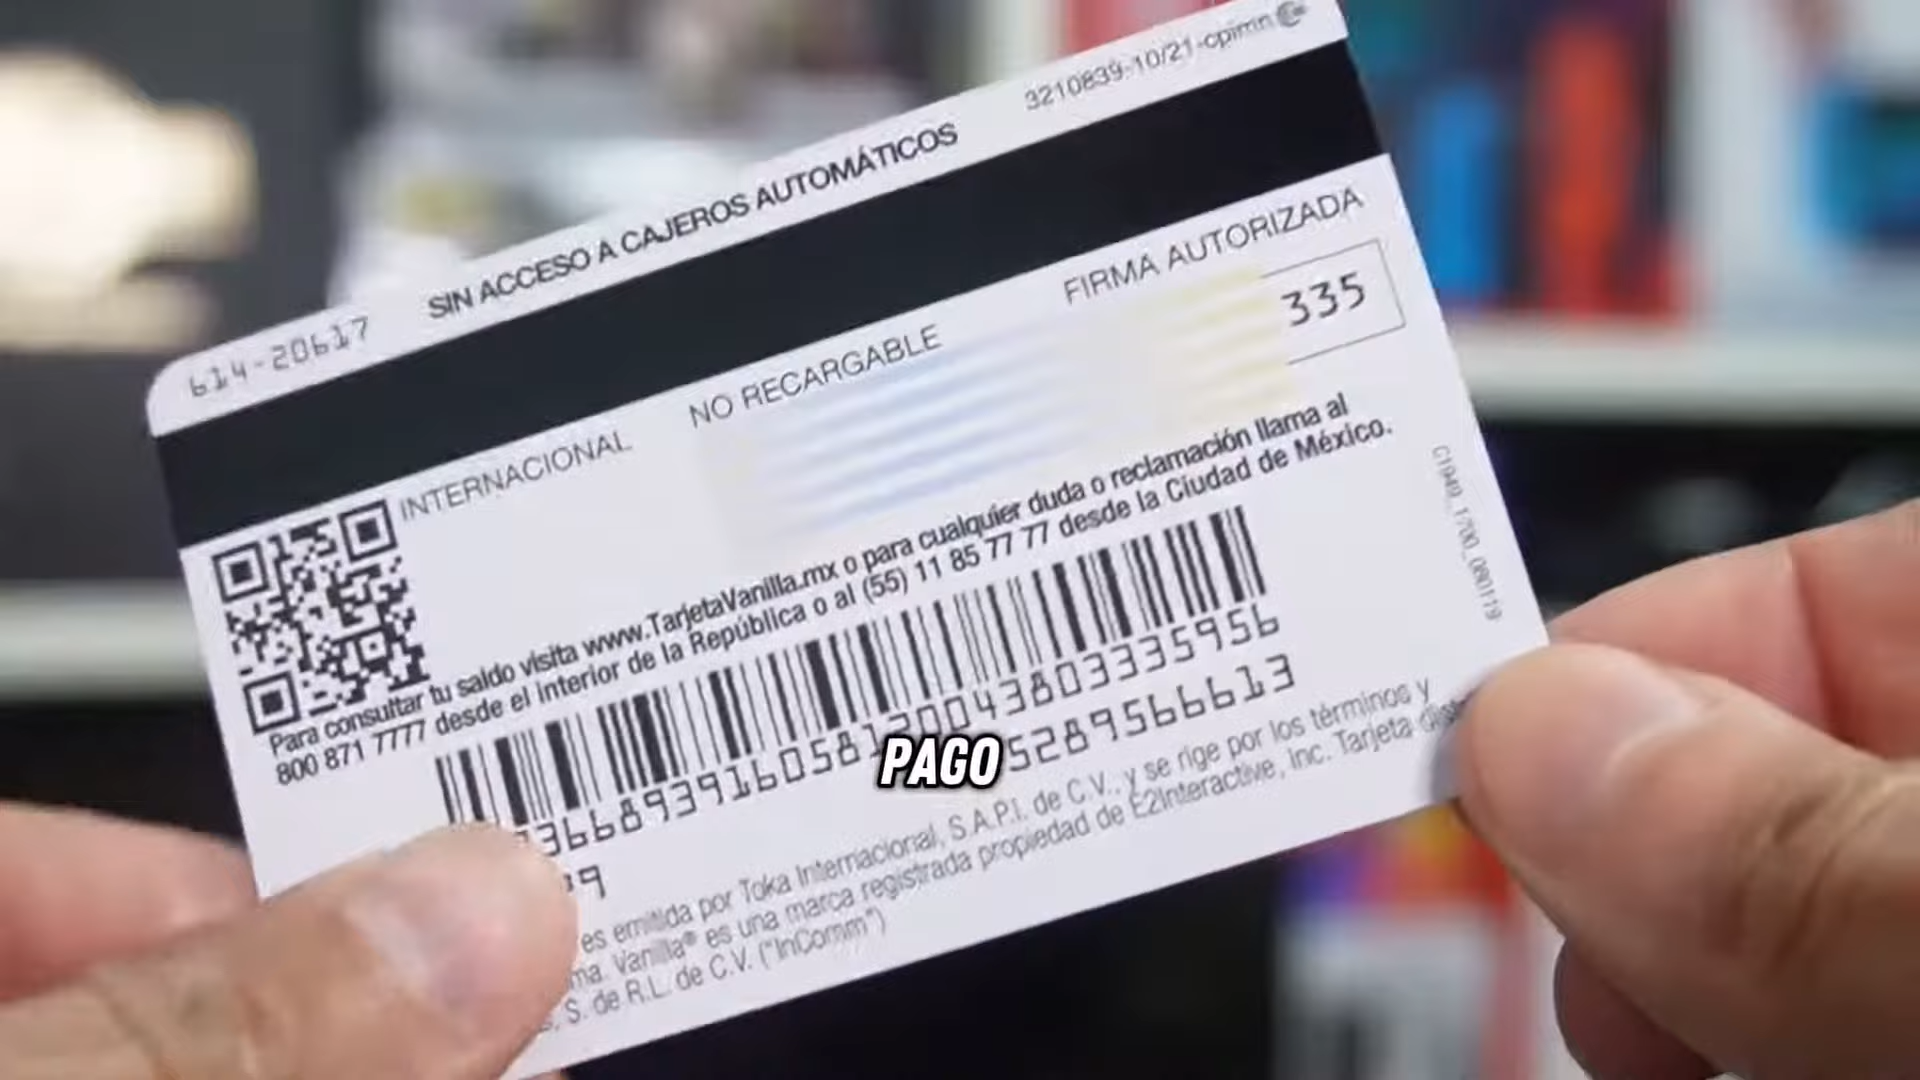 3210839-10/21-cpimn
614-20617 SIN ACCESO A CAJEROS AUTOMÁTICOS
INTERNACIONAL NO RECARGABLE FIRMA AUTORIZADA
335
Para consultar tu saldo visita www.TarjetaVanilla.mx o para cualquier duda o reclamación llama al
800 871 7777 desde el interior de la República o al (55) 11 85 77 77 desde la Ciudad de México.
C1949_1700_080119
PAGO
es emitida por Toka Internacional, S.A.P.I. de C.V., y se rige por los términos y
Vanilla® es una marca registrada propiedad de E2Interactive, Inc. Tarjeta
S. de R.L. de C.V. ("InComm")